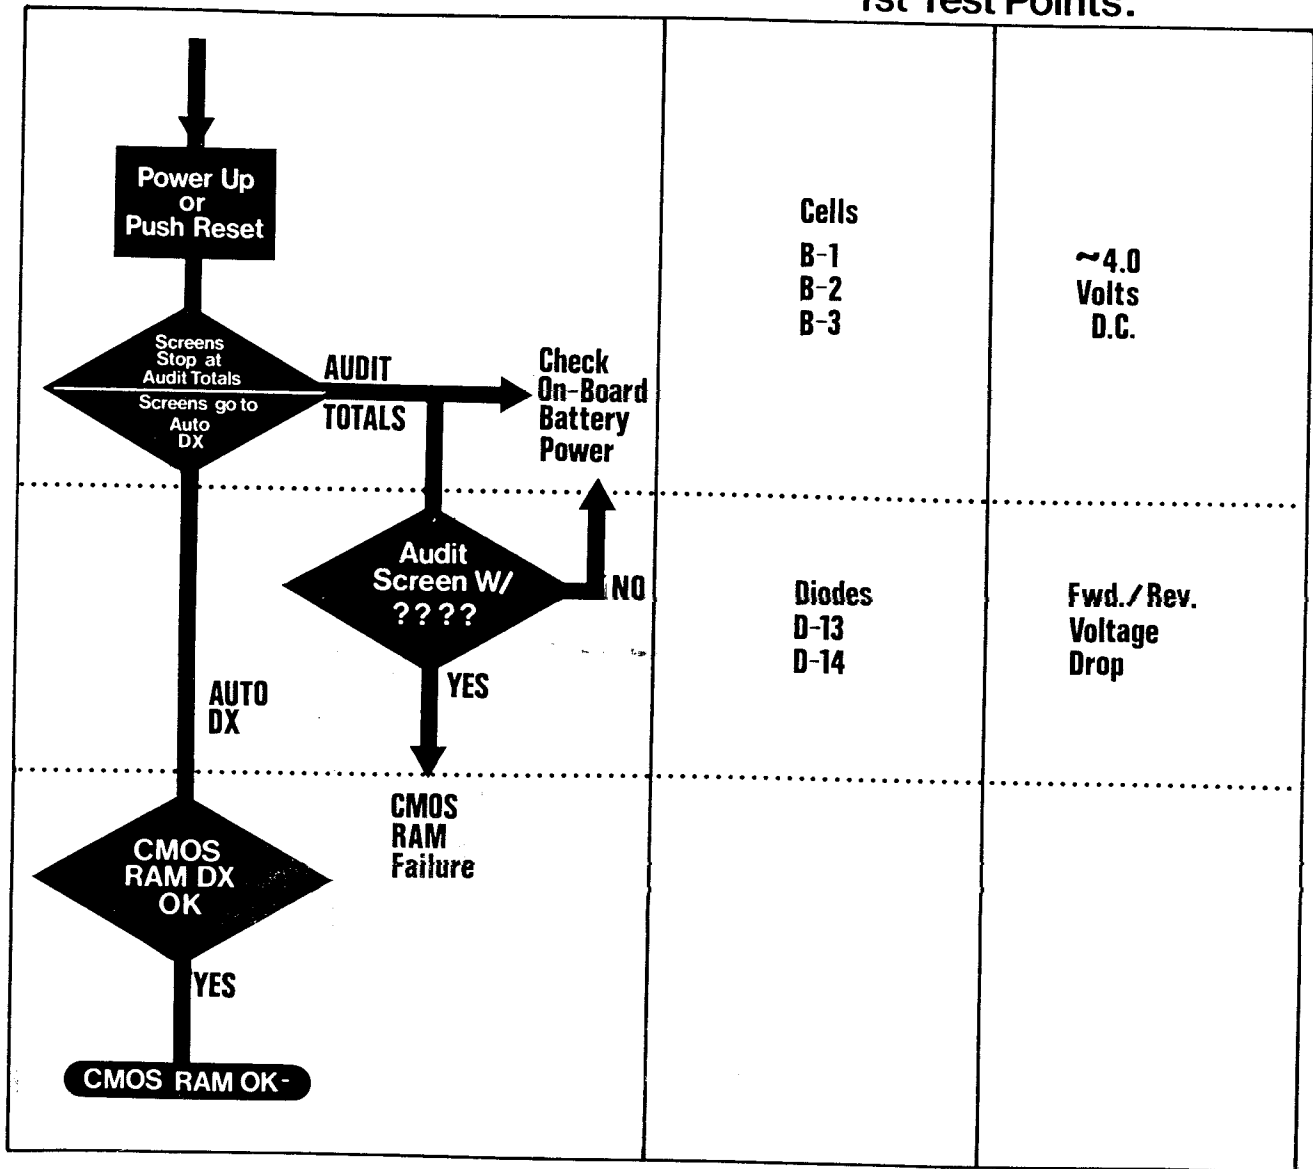 1st Test Points:
Power Up
or
Push Reset
Screens
Stop at
Audit Totals
Screens go to
Auto
DX
AUDIT
TOTALS
Check
On-Board
Battery
Power
Cells
B-1
B-2
B-3
~4.0
Volts
D.C.
Audit
Screen W/
????
NO
YES
AUTO
DX
Diodes
D-13
D-14
Fwd./Rev.
Voltage
Drop
CMOS
RAM
Failure
CMOS
RAM DX
OK
YES
CMOS RAM OK-